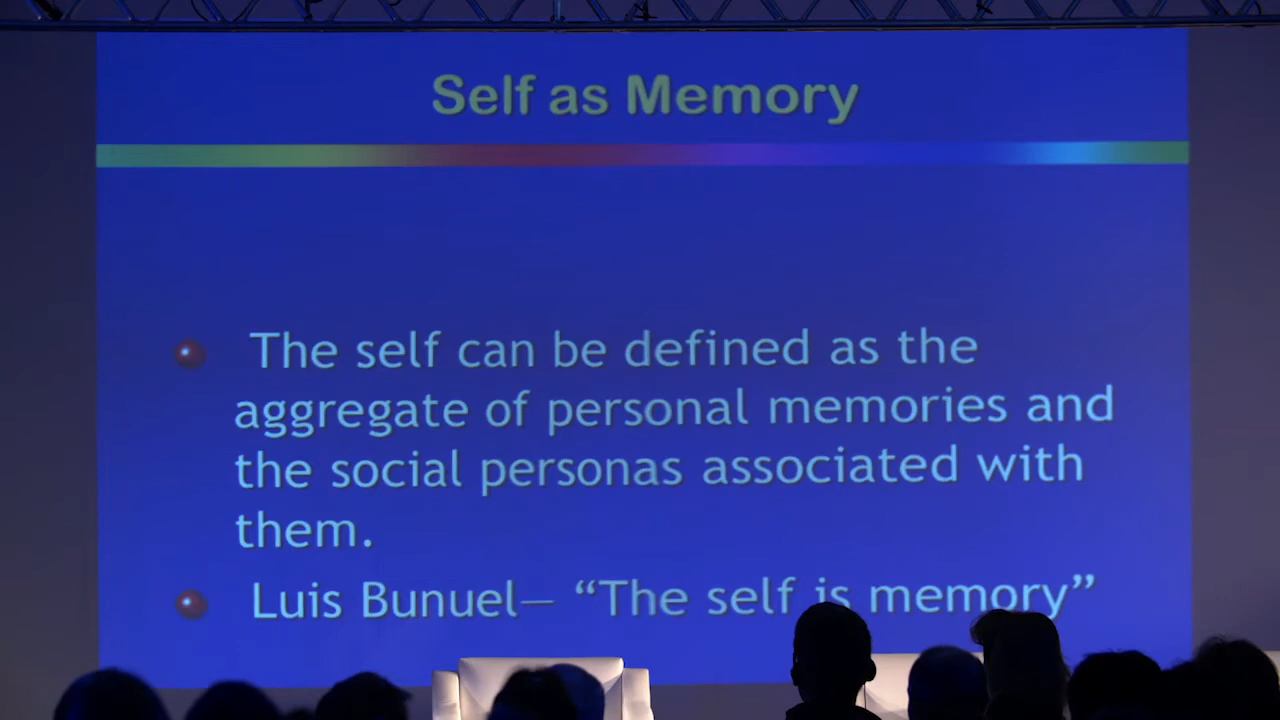 Self as Memory
The self can be defined as the
aggregate of personal memories and
the social personas associated with
them.
Luis Bunuel– “The self is memory”